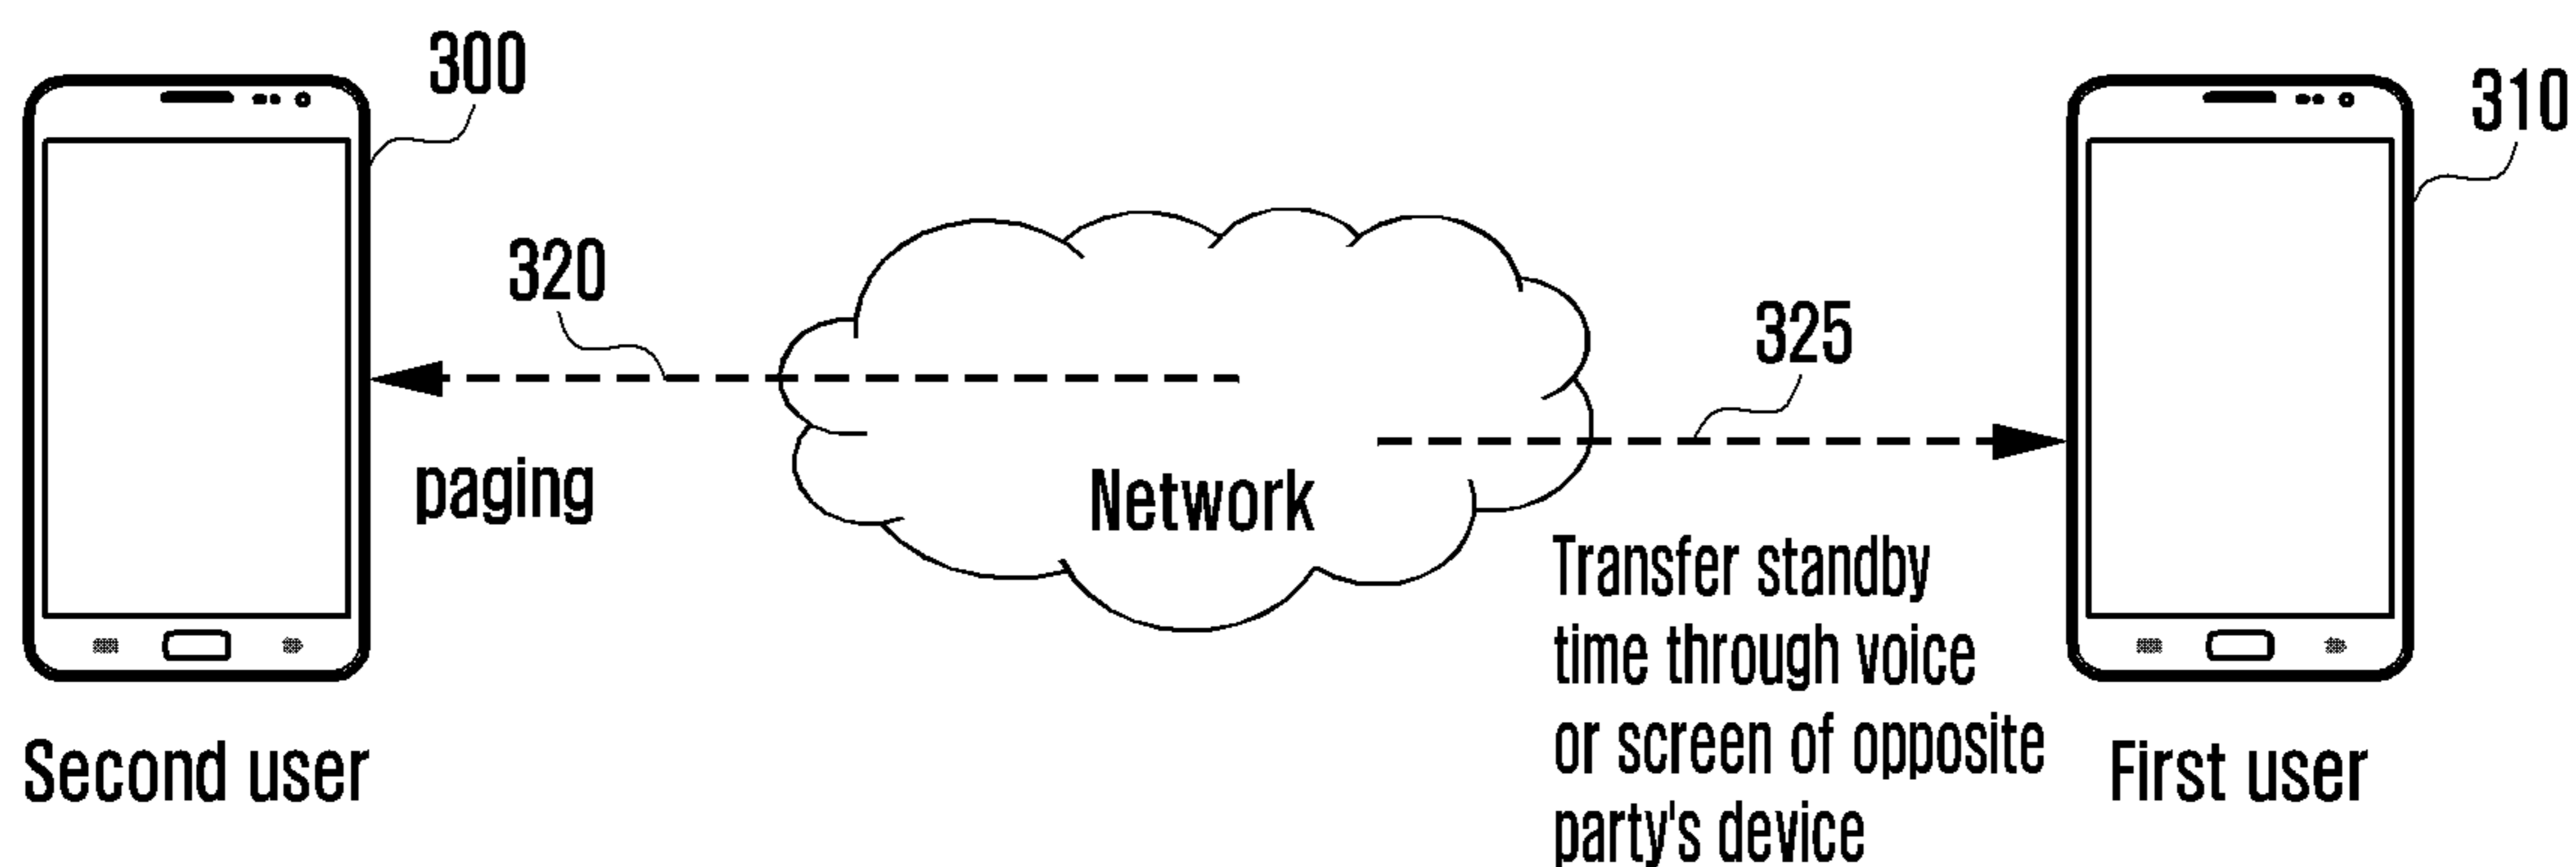 300
310
320
325
paging
Network
Transfer standby
time through voice
or screen of opposite
party's device
Second user
First user